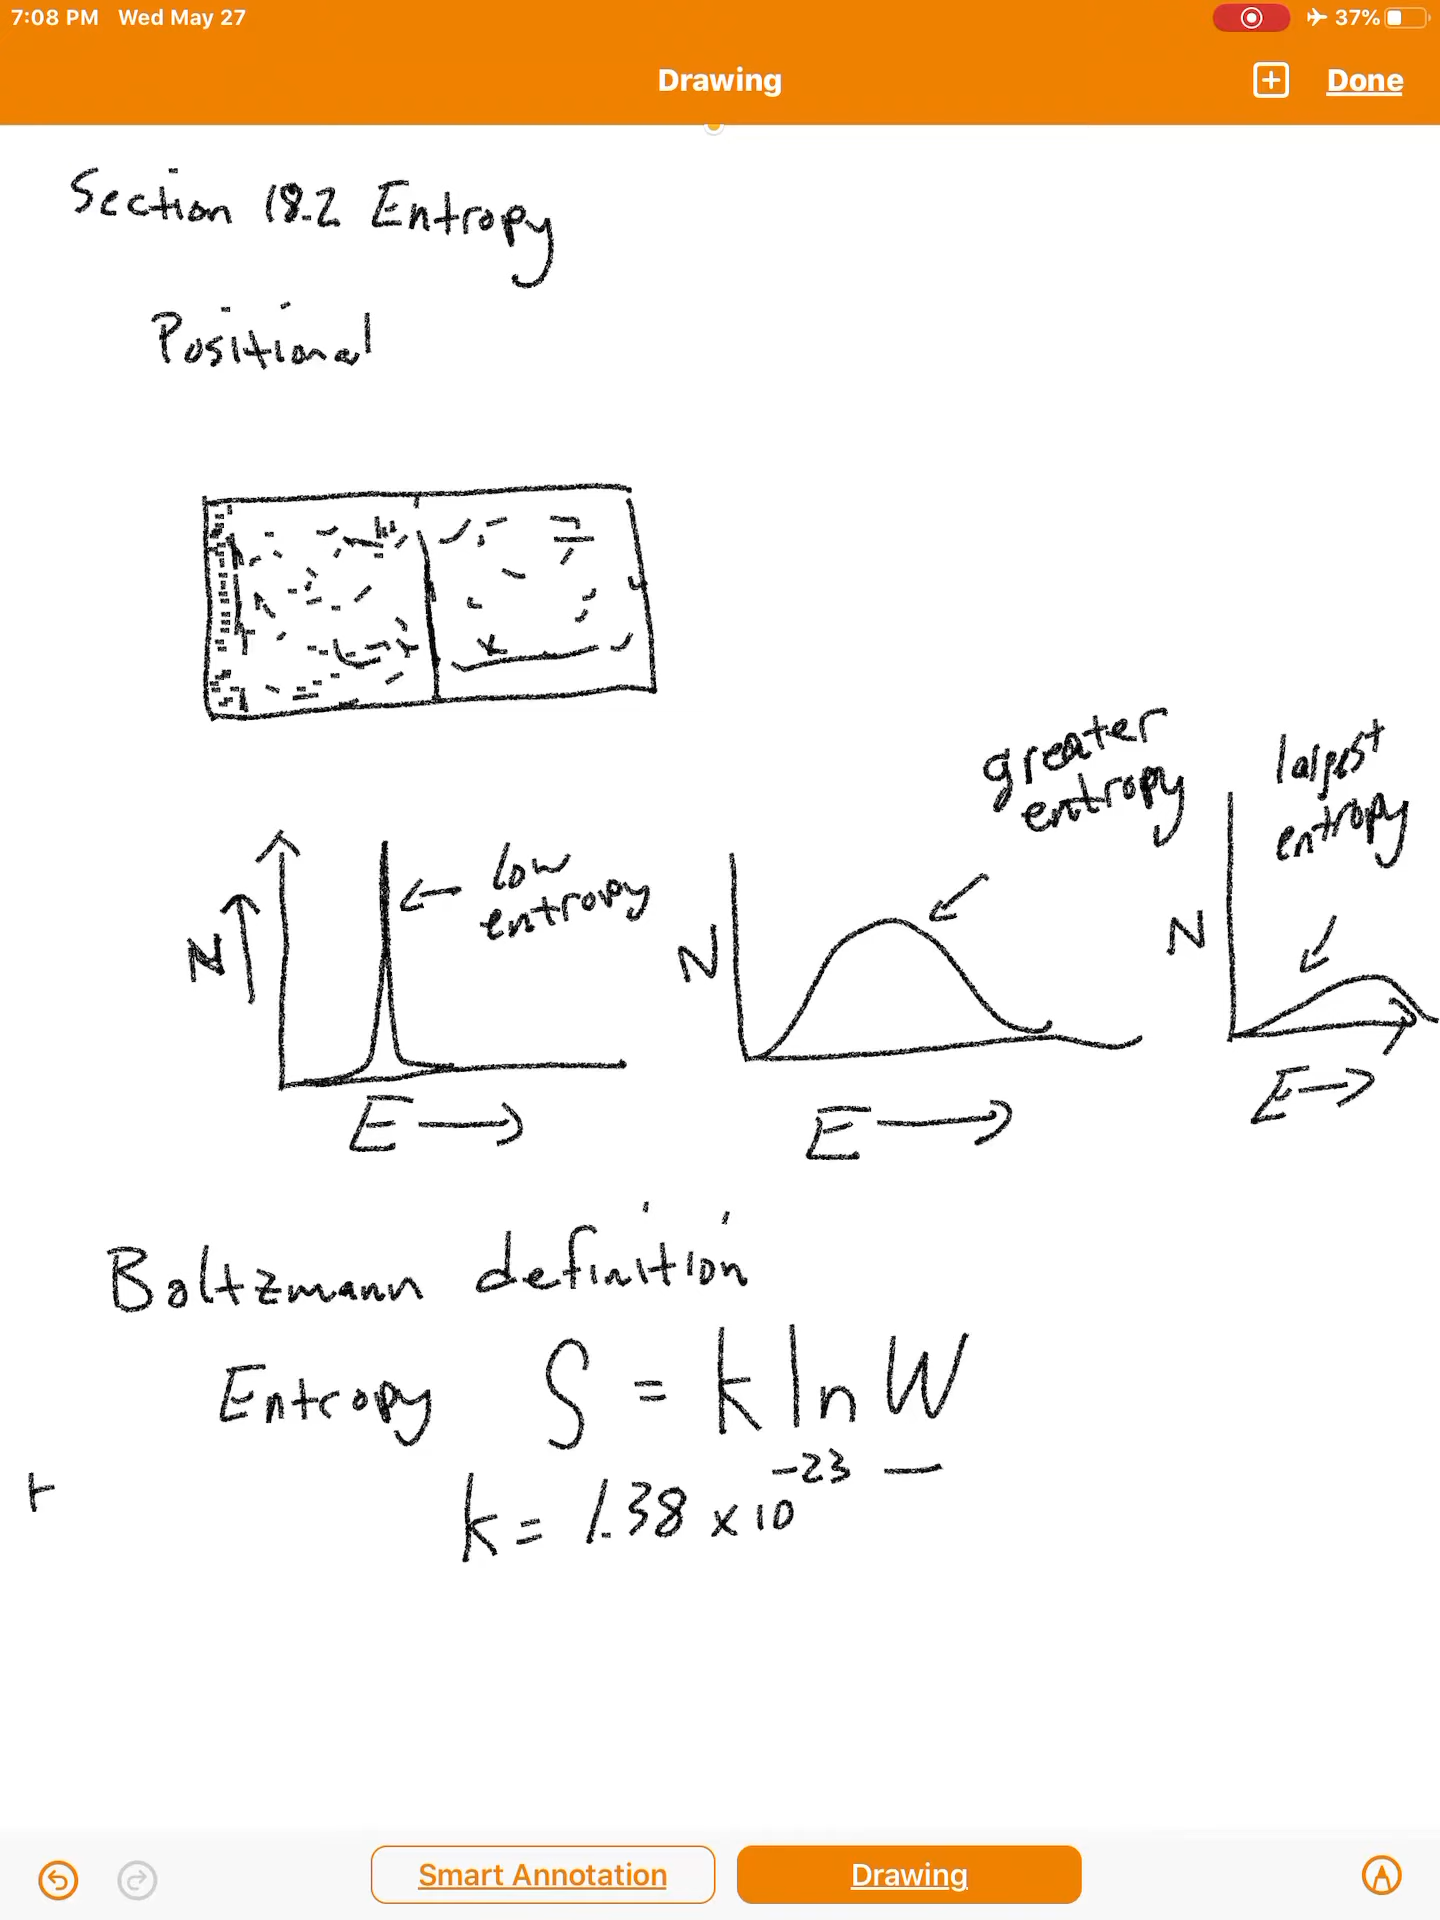 7:08 PM Wed May 27
37%
Drawing
Done
Section 18.2 Entropy
Positional
greater
entropy
largest
entropy
low
entropy
N
N
N
E
E
E
Boltzmann definition
Entropy S = k ln W
k = 1.38 x 10^-23 —
Smart Annotation
Drawing